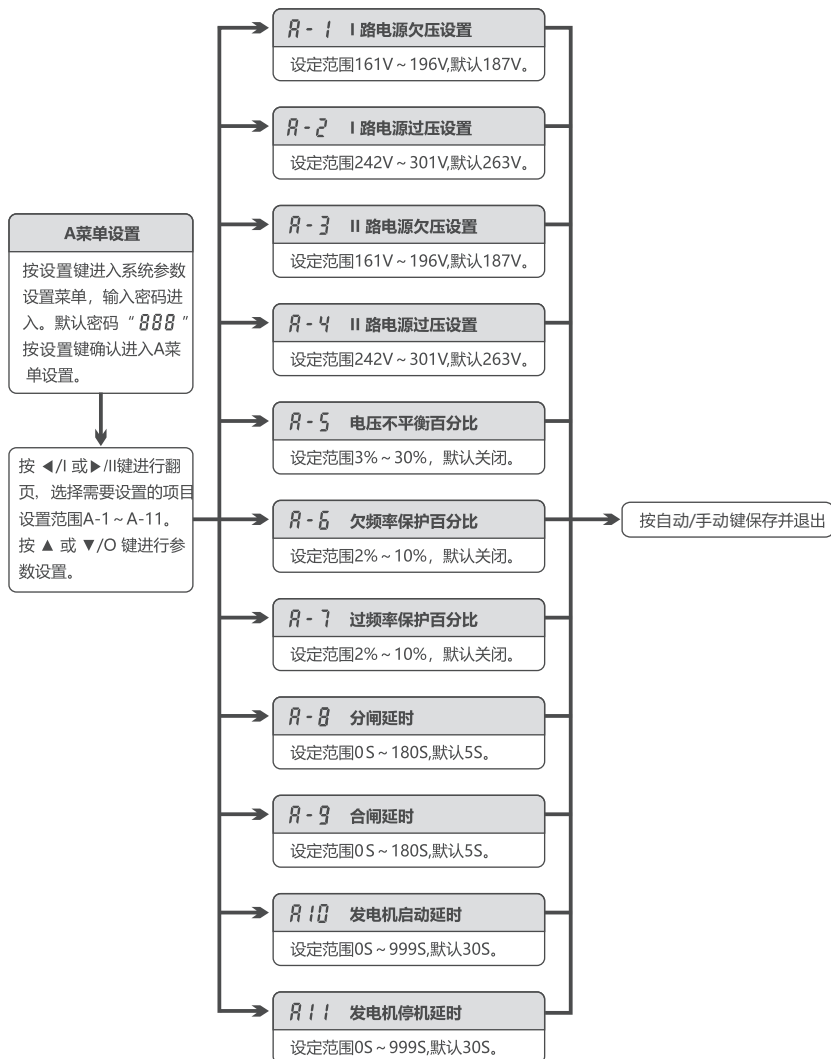 A菜单设置
按设置键进入系统参数
设置菜单，输入密码进
入。默认密码“888”
按设置键确认进入A菜
单设置。
按 ◀/I 或▶/II键进行翻
页，选择需要设置的项目
设置范围A-1～A-11。
按 ▲ 或 ▼/O 键进行参
数设置。
A-1 I 路电源欠压设置
设定范围161V～196V,默认187V。
A-2 I 路电源过压设置
设定范围242V～301V,默认263V。
A-3 II 路电源欠压设置
设定范围161V～196V,默认187V。
A-4 II 路电源过压设置
设定范围242V～301V,默认263V。
A-5 电压不平衡百分比
设定范围3%～30%，默认关闭。
A-6 欠频率保护百分比
设定范围2%～10%，默认关闭。
A-7 过频率保护百分比
设定范围2%～10%，默认关闭。
A-8 分闸延时
设定范围0S～180S,默认5S。
A-9 合闸延时
设定范围0S～180S,默认5S。
A10 发电机启动延时
设定范围0S～999S,默认30S。
A11 发电机停机延时
设定范围0S～999S,默认30S。
按自动/手动键保存并退出